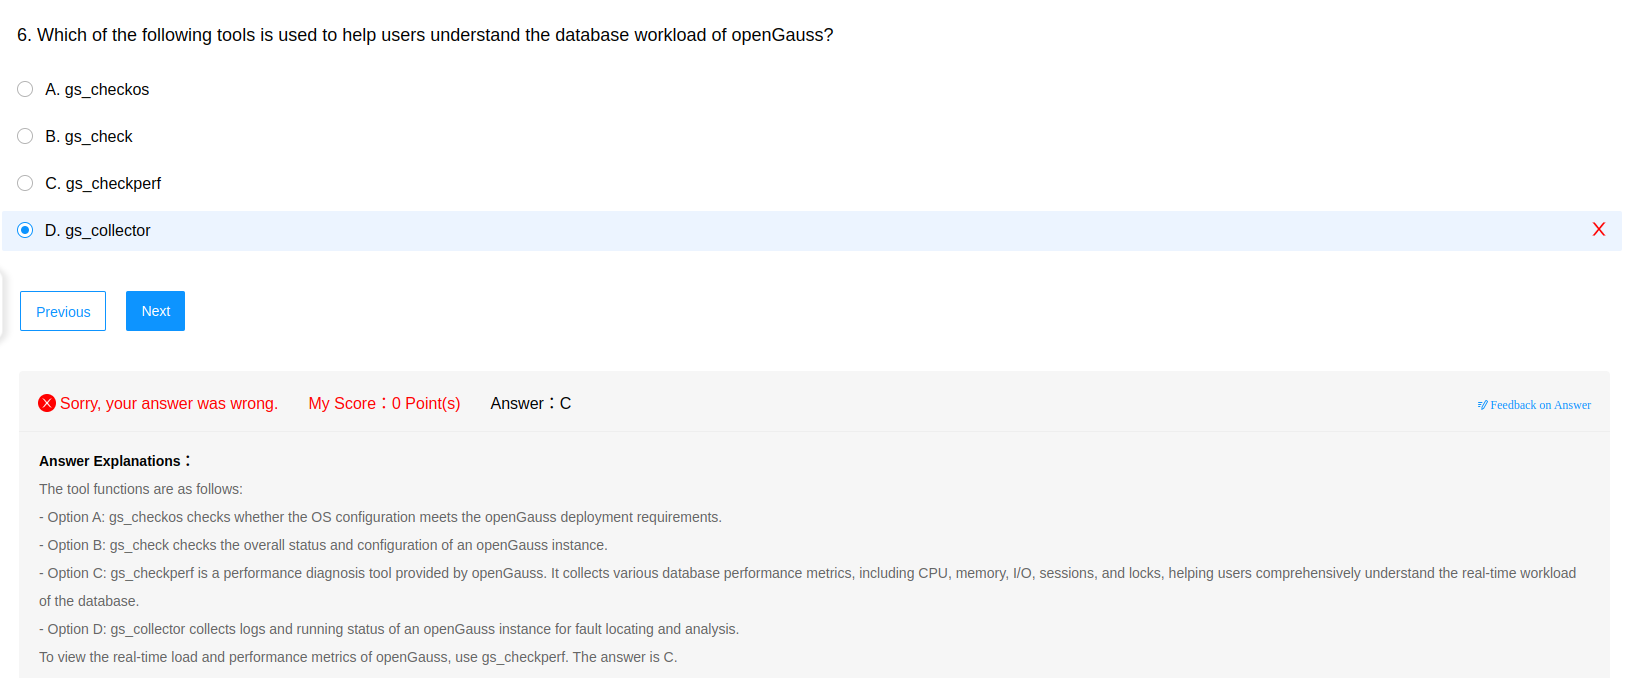 6. Which of the following tools is used to help users understand the database workload of openGauss?
A. gs_checkos
B. gs_check
C. gs_checkperf
D. gs_collector
X
Previous
Next
Sorry, your answer was wrong. My Score：0 Point(s) Answer：C
Feedback on Answer
Answer Explanations：
The tool functions are as follows:
- Option A: gs_checkos checks whether the OS configuration meets the openGauss deployment requirements.
- Option B: gs_check checks the overall status and configuration of an openGauss instance.
- Option C: gs_checkperf is a performance diagnosis tool provided by openGauss. It collects various database performance metrics, including CPU, memory, I/O, sessions, and locks, helping users comprehensively understand the real-time workload
of the database.
- Option D: gs_collector collects logs and running status of an openGauss instance for fault locating and analysis.
To view the real-time load and performance metrics of openGauss, use gs_checkperf. The answer is C.